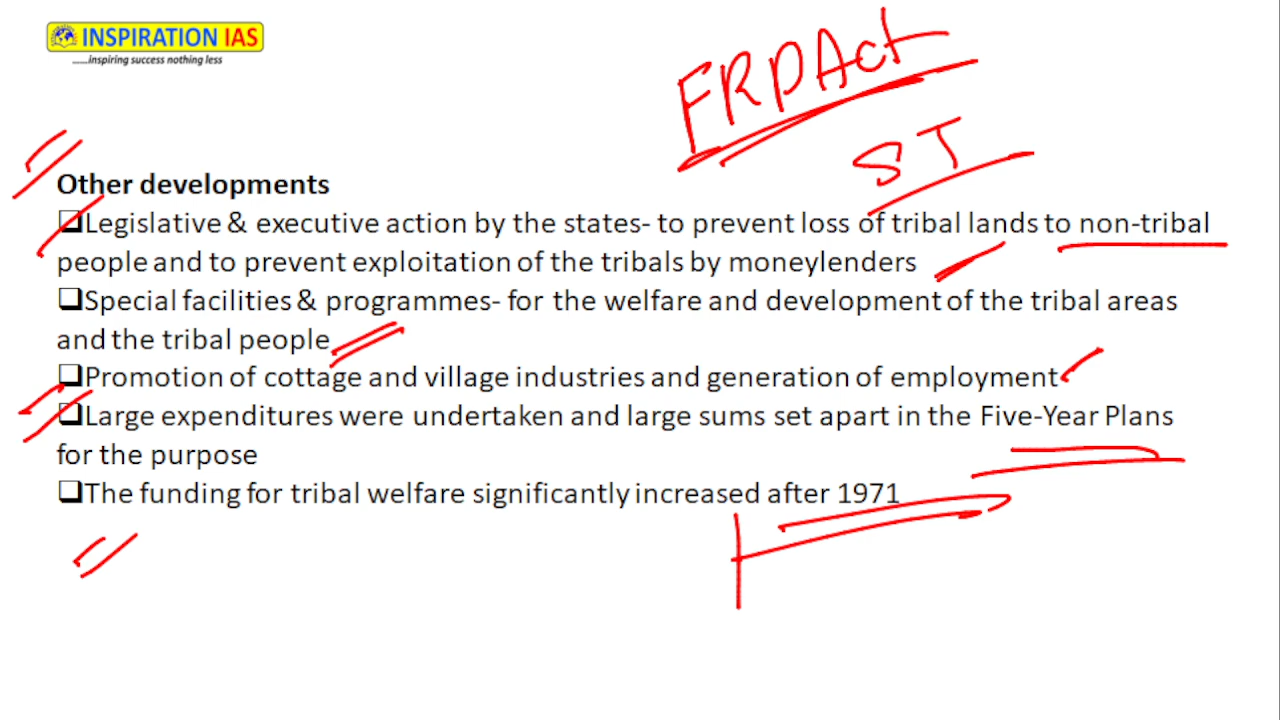 INSPIRATION IAS
......inspiring success nothing less
FRPAct
ST
Other developments
❑Legislative & executive action by the states- to prevent loss of tribal lands to non-tribal
people and to prevent exploitation of the tribals by moneylenders
❑Special facilities & programmes- for the welfare and development of the tribal areas
and the tribal people
❑Promotion of cottage and village industries and generation of employment
❑Large expenditures were undertaken and large sums set apart in the Five-Year Plans
for the purpose
❑The funding for tribal welfare significantly increased after 1971